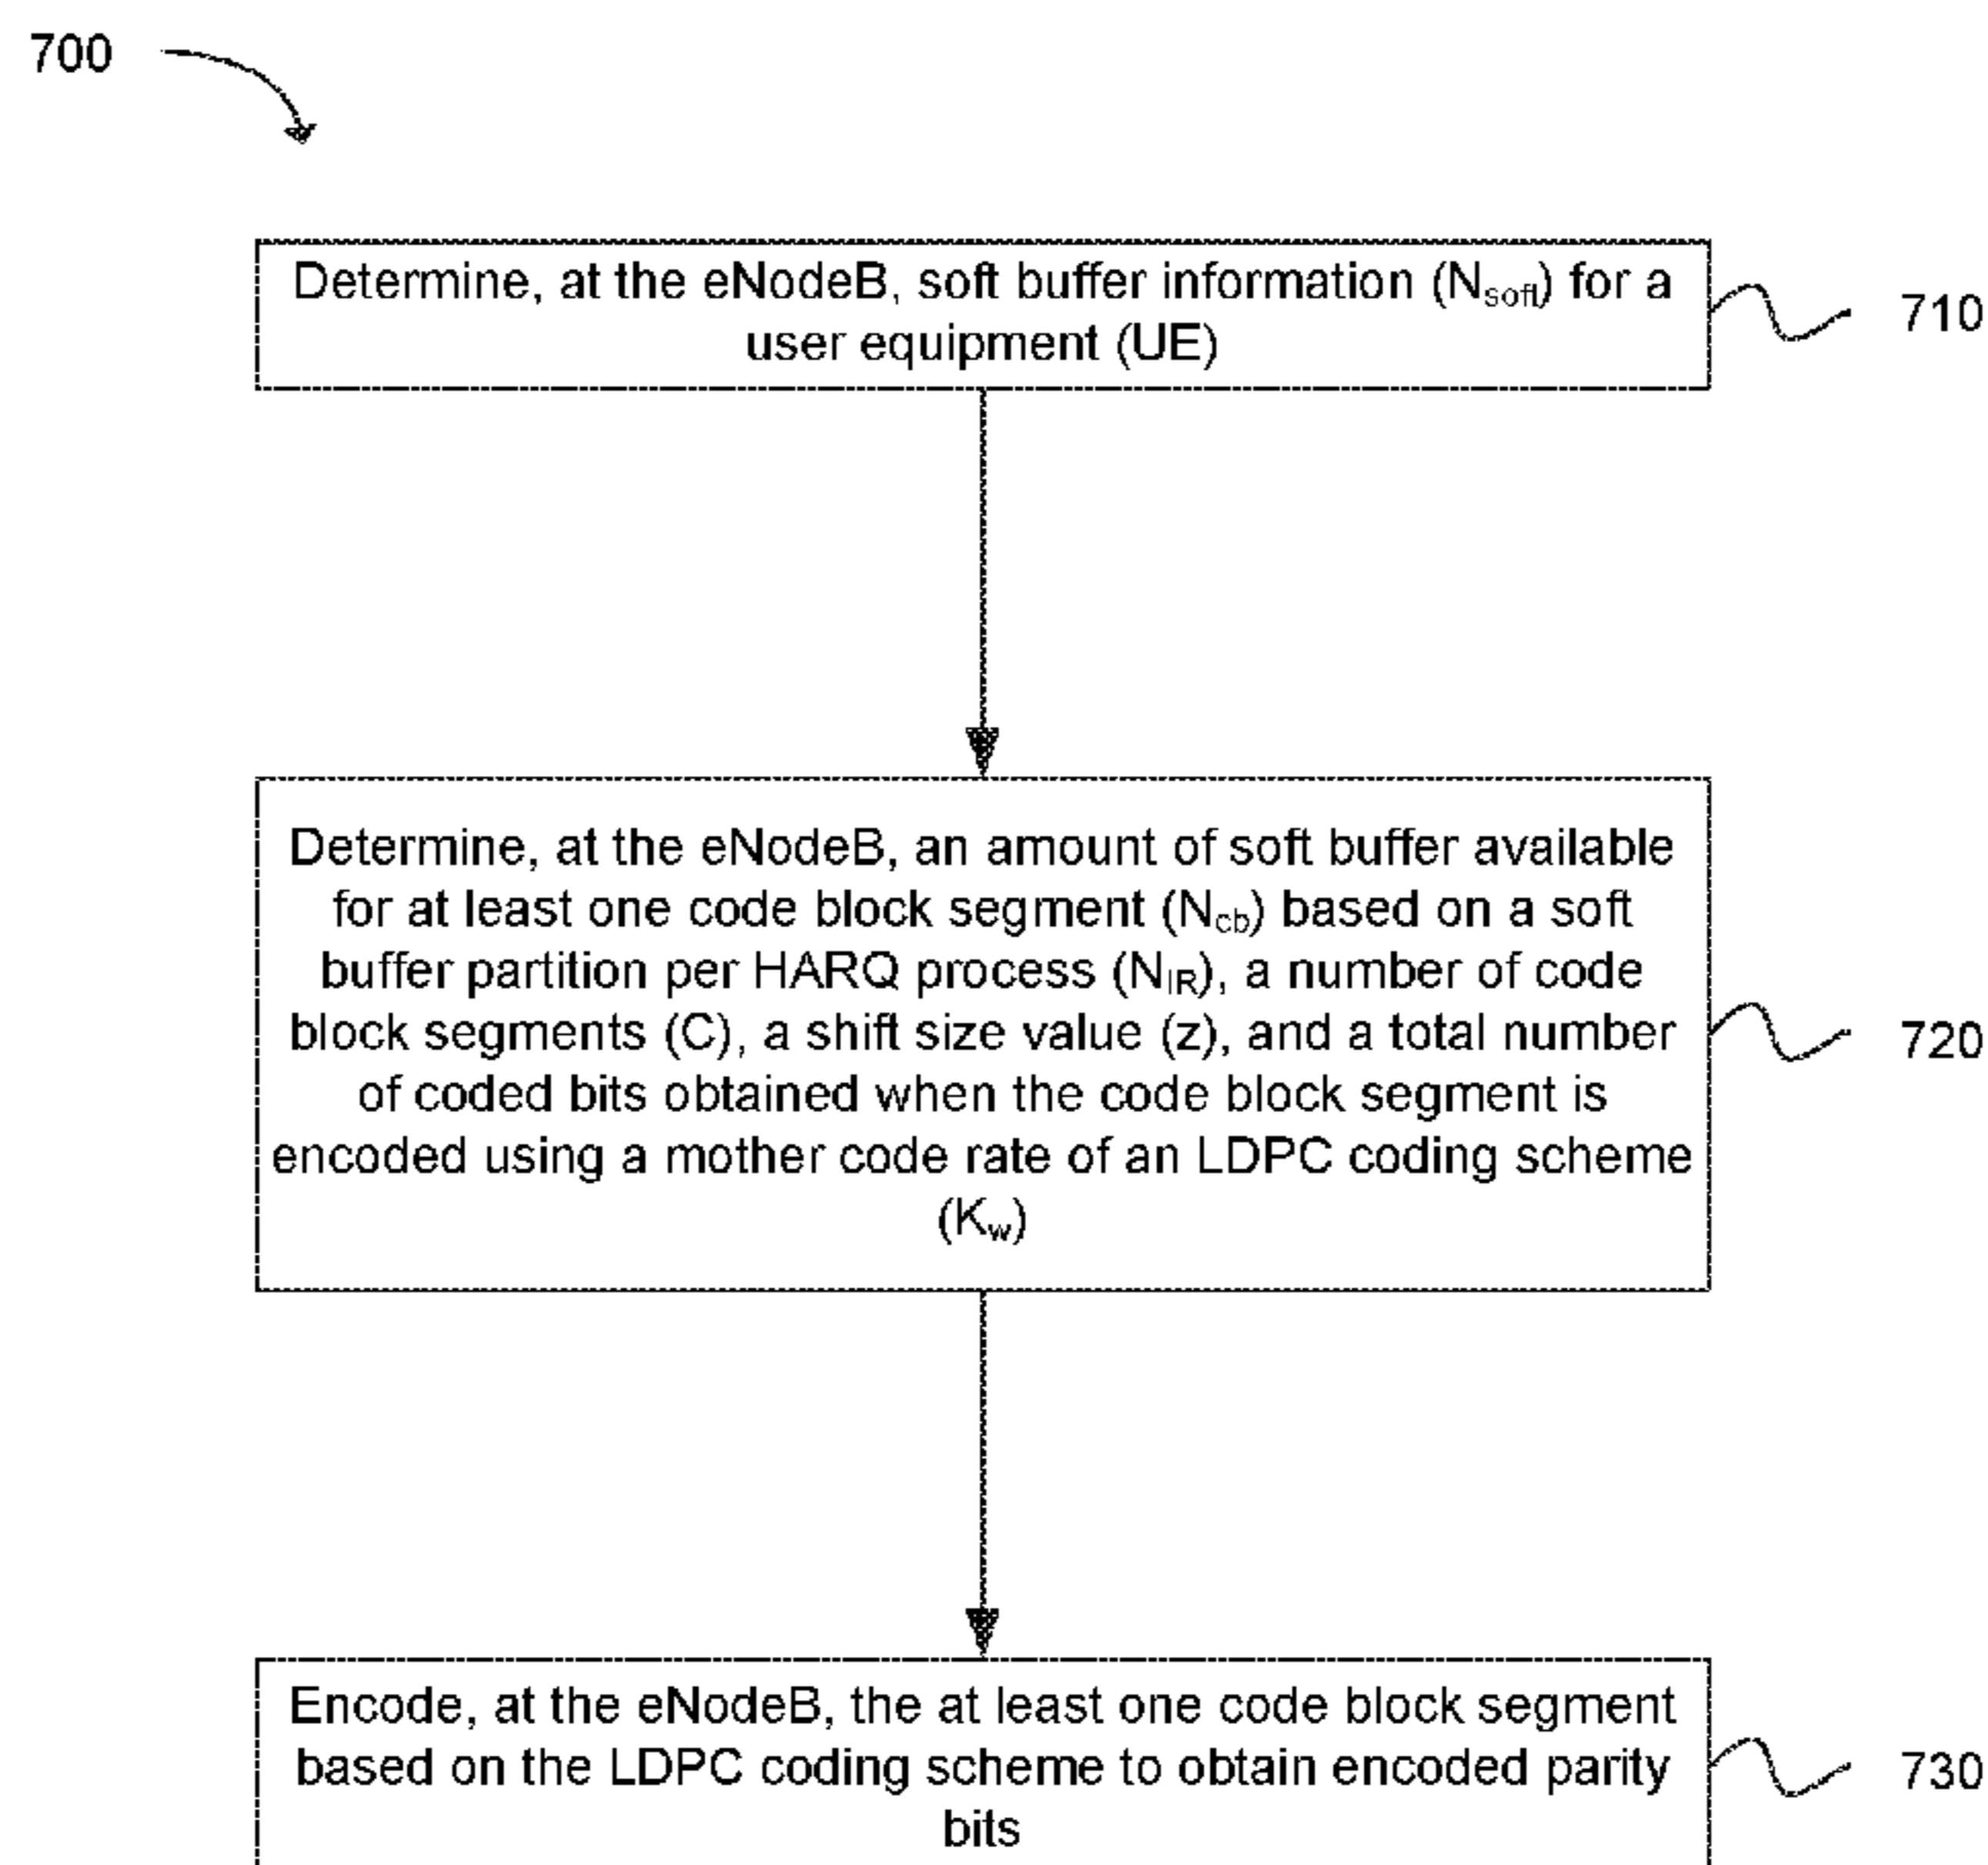 700
Determine, at the eNodeB, soft buffer information (Nsoft) for a
user equipment (UE)
710
Determine, at the eNodeB, an amount of soft buffer available
for at least one code block segment (Ncb) based on a soft
buffer partition per HARQ process (NIR), a number of code
block segments (C), a shift size value (z), and a total number
of coded bits obtained when the code block segment is
encoded using a mother code rate of an LDPC coding scheme
(Kw)
720
Encode, at the eNodeB, the at least one code block segment
based on the LDPC coding scheme to obtain encoded parity
bits
730